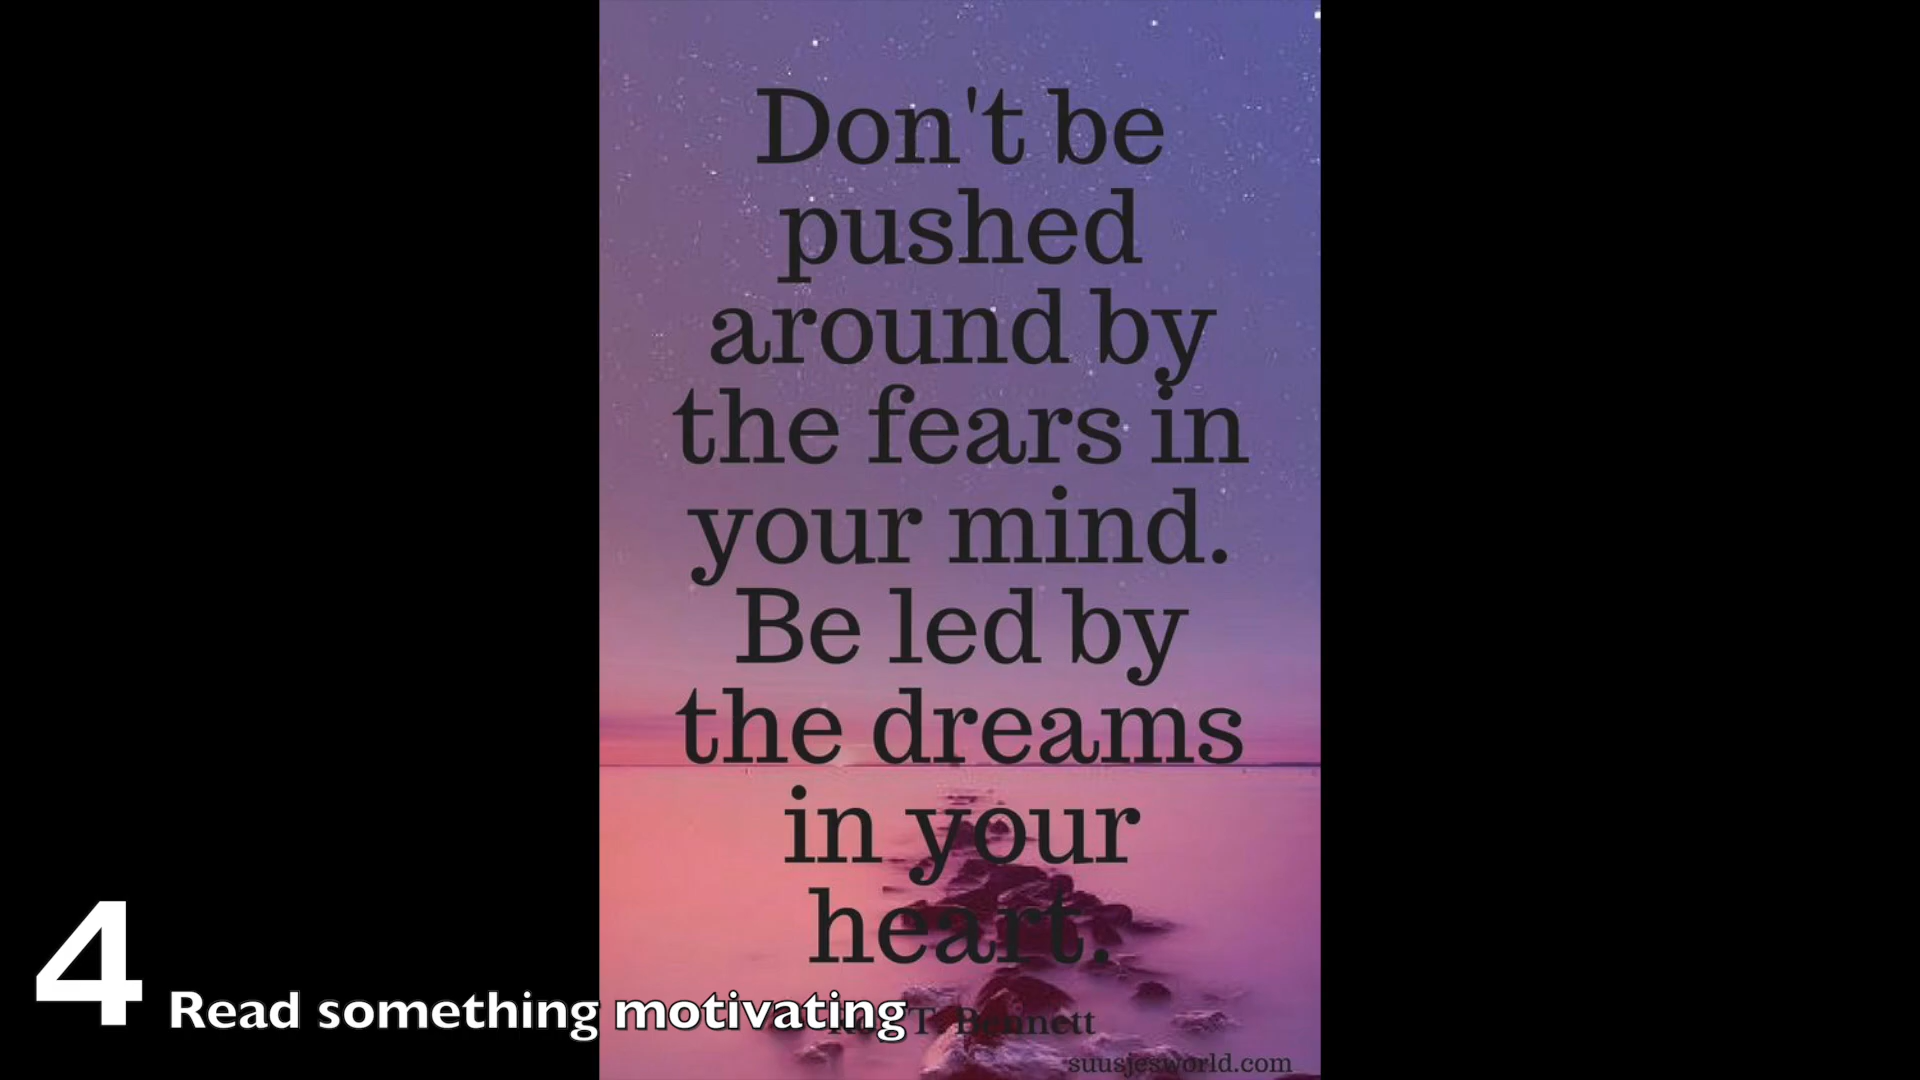 Don't be
pushed
around by
the fears in
your mind.
Be led by
the dreams
in your
heart.
4 Read something motivating
T. Bennett
suusjesworld.com